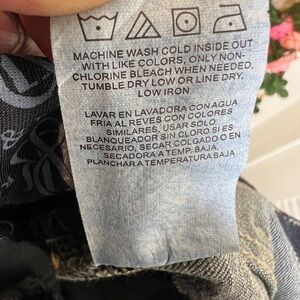 MACHINE WASH COLD INSIDE OUT
WITH LIKE COLORS, ONLY NON-
CHLORINE BLEACH WHEN NEEDED,
TUMBLE DRY LOW OR LINE DRY,
LOW IRON
LAVAR EN LAVADORA CON AGUA
FRIA AL REVES CON COLORES
SIMILARES, USAR SOLO
BLANQUEADOR SIN CLORO SI ES
NECESARIO, SECAR COLGADO O EN
SECADORA A TEMP. BAJA,
PLANCHAR A TEMPERATURA BAJA